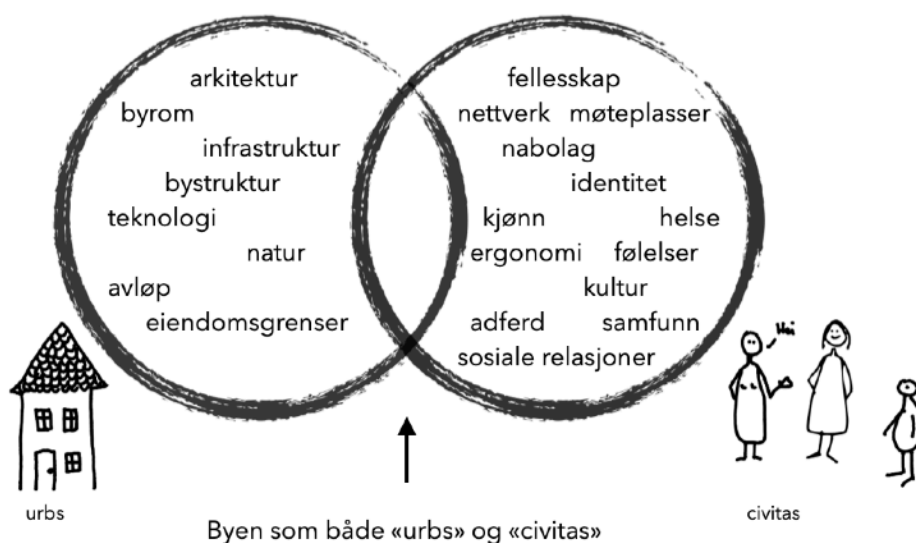 arkitektur
byrom
infrastruktur
bystruktur
teknologi
natur
avløp
eiendomsgrenser
fellesskap
nettverk møteplasser
nabolag
identitet
kjønn helse
ergonomi følelser
kultur
adferd samfunn
sosiale relasjoner
Hei
urbs
civitas
Byen som både «urbs» og «civitas»